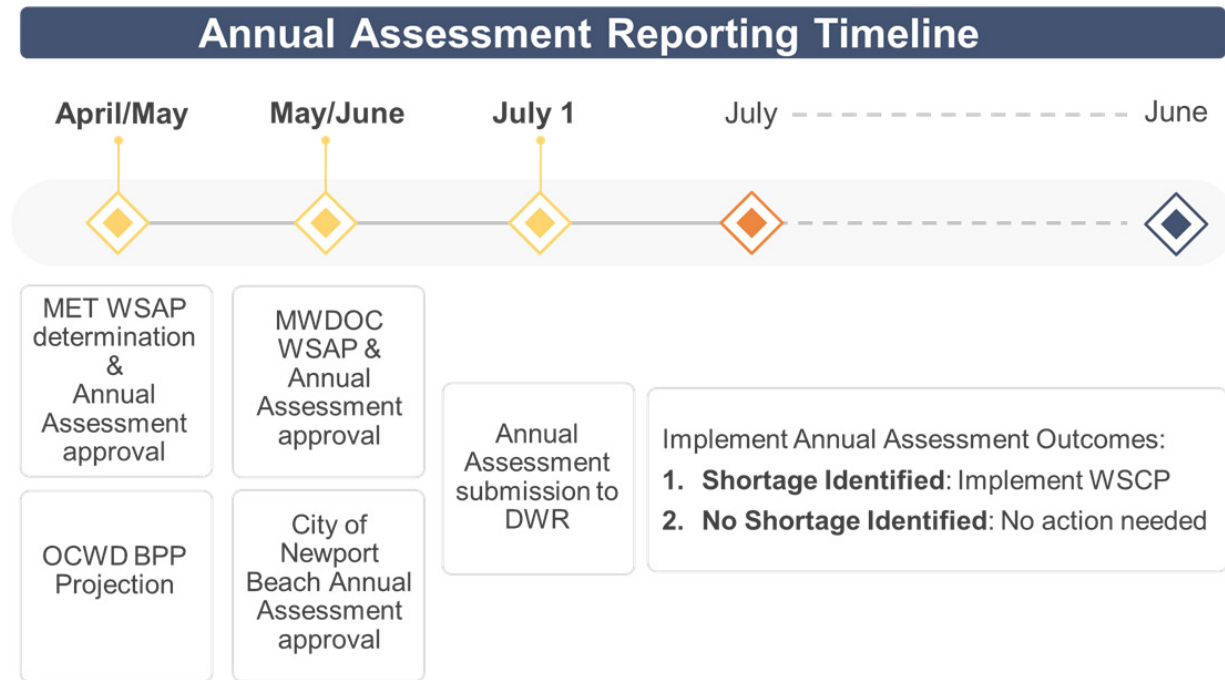 Annual Assessment Reporting Timeline
April/May
May/June
July 1
July
June
MET WSAP
determination
&
Annual
Assessment
approval
OCWD BPP
Projection
MWDOC
WSAP &
Annual
Assessment
approval
City of
Newport
Beach Annual
Assessment
approval
Annual
Assessment
submission to
DWR
Implement Annual Assessment Outcomes:
1. Shortage Identified: Implement WSCP
2. No Shortage Identified: No action needed